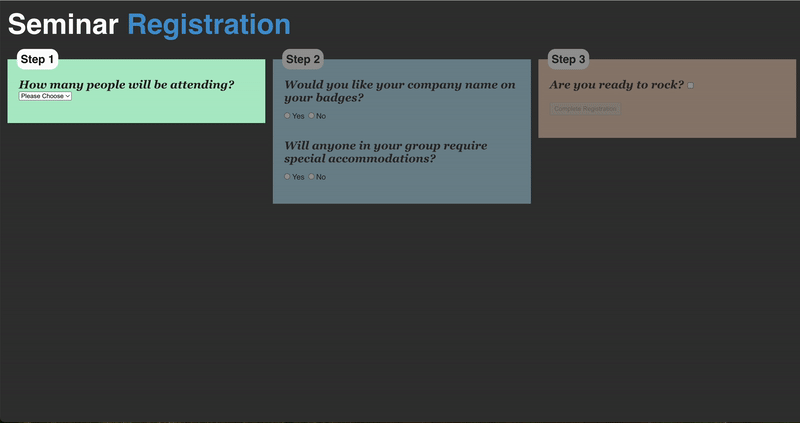 Seminar Registration
Step 1
How many people will be attending?
Please Choose
Step 2
Would you like your company name on
your badges?
Yes No
Will anyone in your group require
special accommodations?
Yes No
Step 3
Are you ready to rock?
Complete Registration